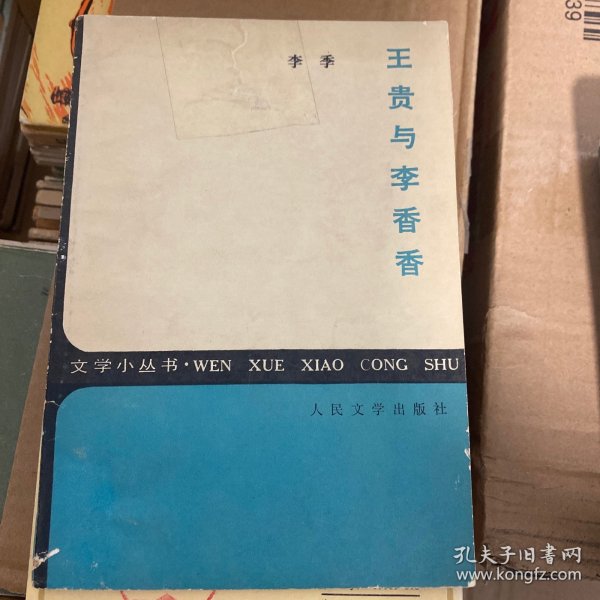 李季
王贵与李香香
文学小丛书·WEN XUE XIAO CONG SHU
人民文学出版社
39
孔夫子旧书网
www.kongfz.com